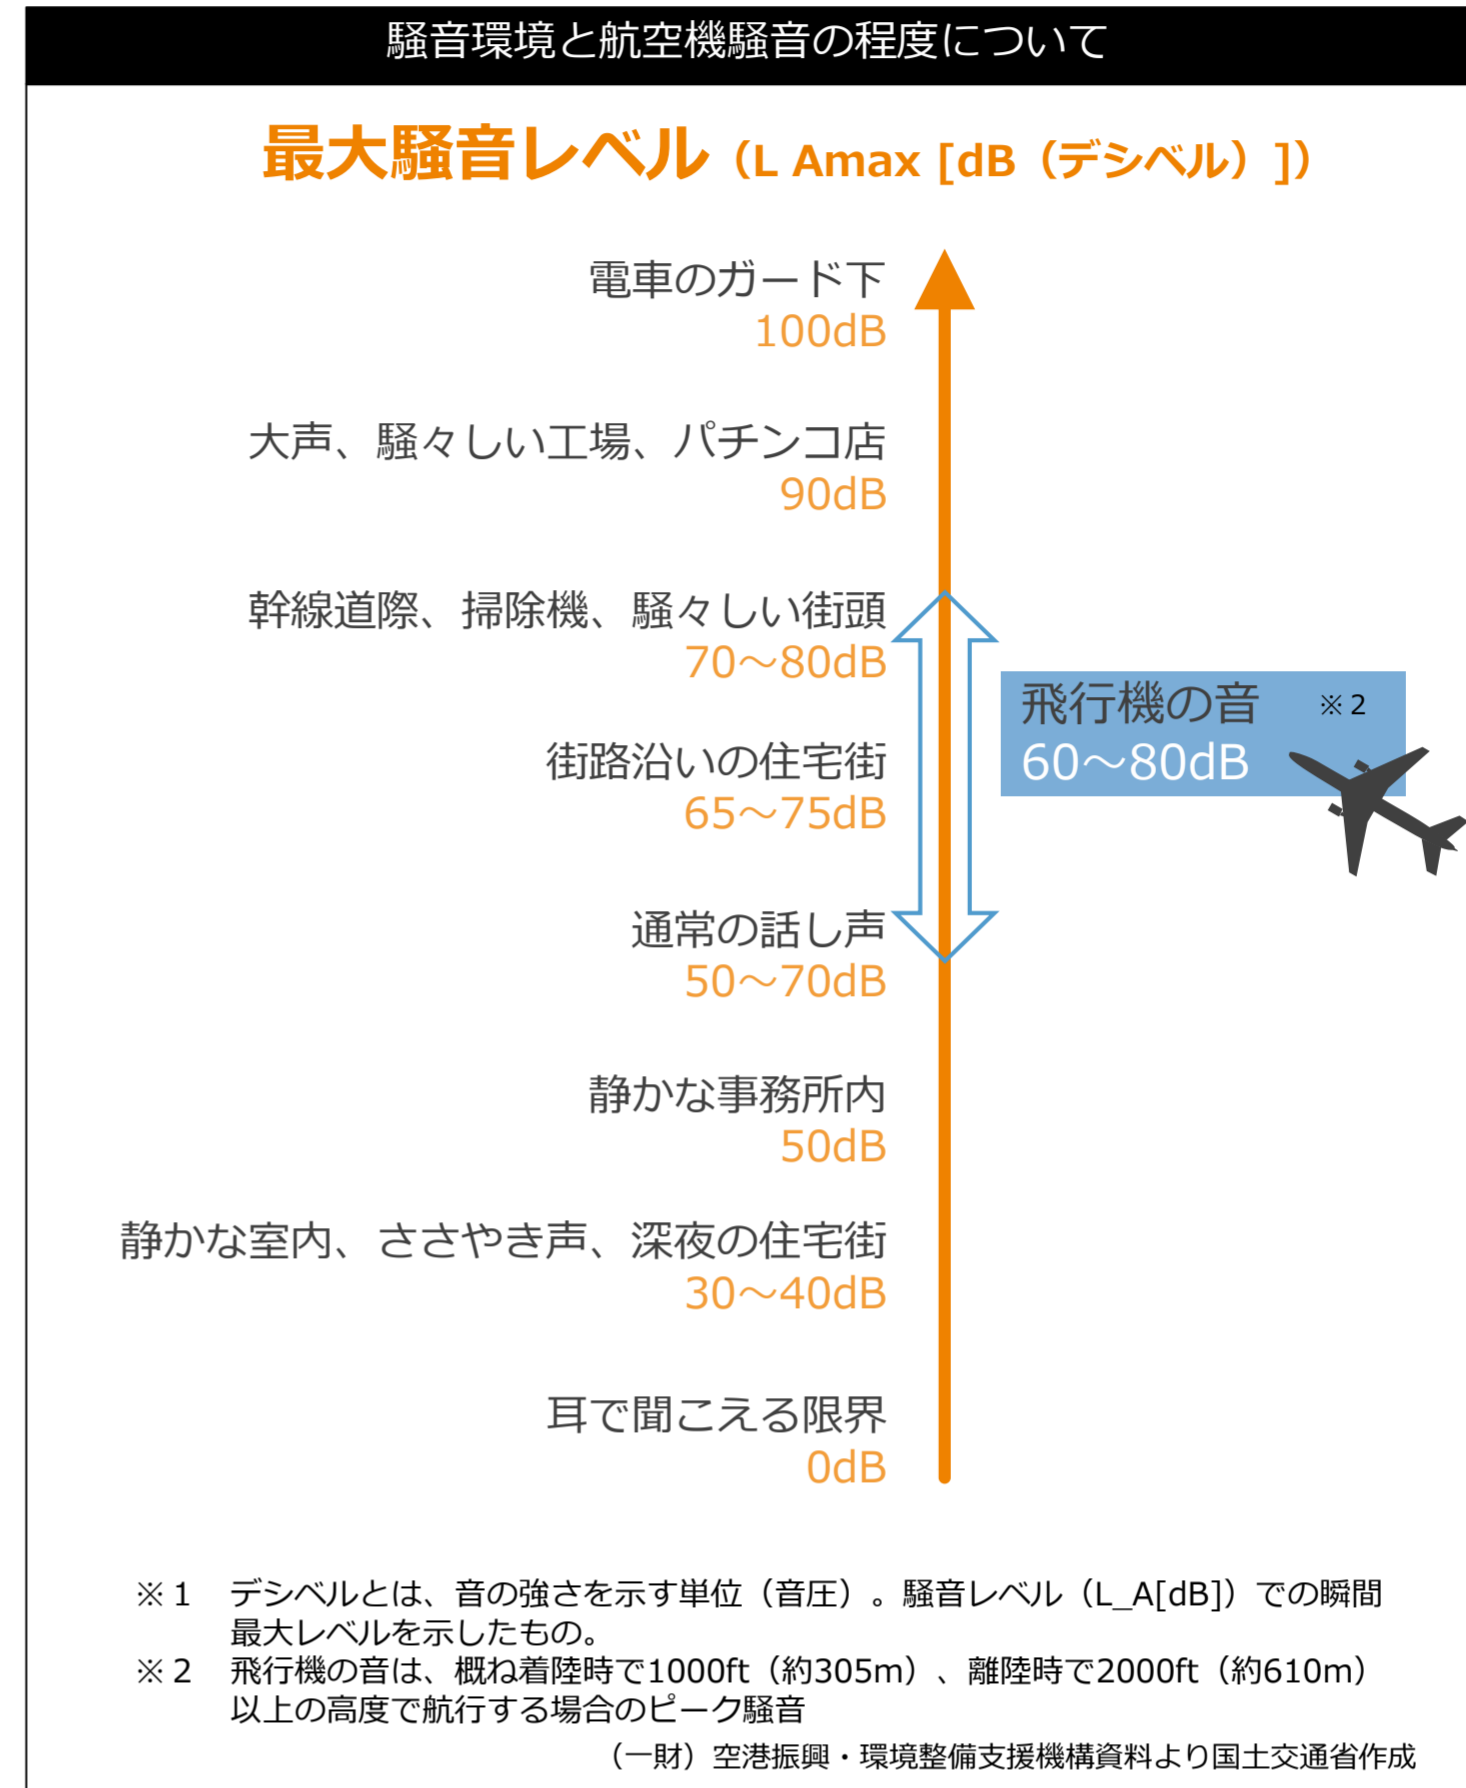 騒音環境と航空機騒音の程度について
最大騒音レベル（L Amax [dB（デシベル）]）
電車のガード下
100dB
大声、騒々しい工場、パチンコ店
90dB
幹線道際、掃除機、騒々しい街頭
70～80dB
飛行機の音 ※２
60～80dB
街路沿いの住宅街
65～75dB
通常の話し声
50～70dB
静かな事務所内
50dB
静かな室内、ささやき声、深夜の住宅街
30～40dB
耳で聞こえる限界
0dB
※１ デシベルとは、音の強さを示す単位（音圧）。騒音レベル（L_A[dB]）での瞬間
最大レベルを示したもの。
※２ 飛行機の音は、概ね着陸時で1000ft（約305m）、離陸時で2000ft（約610m）
以上の高度で航行する場合のピーク騒音
（一財）空港振興・環境整備支援機構資料より国土交通省作成